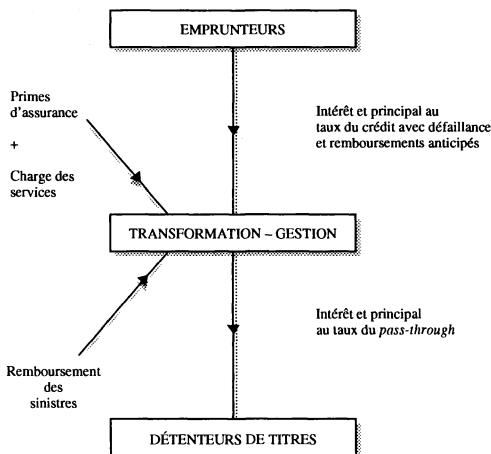 EMPRUNTEURS
Primes
d'assurance
+
Charge des
services
Intérêt et principal au
taux du crédit avec défaillance
et remboursements anticipés
TRANSFORMATION – GESTION
Intérêt et principal
au taux du pass-through
Remboursement
des
sinistres
DÉTENTEURS DE TITRES